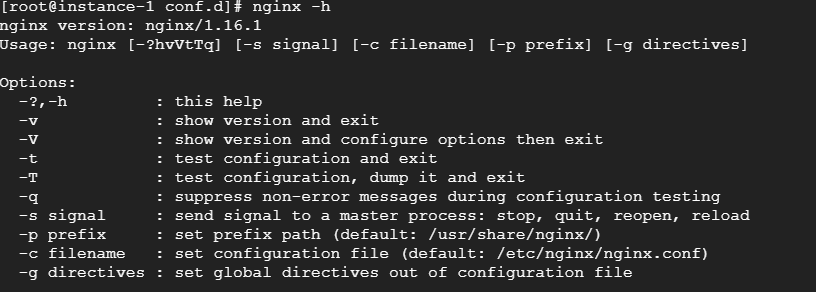 [root@instance-1 conf.d]# nginx -h
nginx version: nginx/1.16.1
Usage: nginx [-?hvVtTq] [-s signal] [-c filename] [-p prefix] [-g directives]

Options:
  -?,-h         : this help
  -v            : show version and exit
  -V            : show version and configure options then exit
  -t            : test configuration and exit
  -T            : test configuration, dump it and exit
  -q            : suppress non-error messages during configuration testing
  -s signal     : send signal to a master process: stop, quit, reopen, reload
  -p prefix     : set prefix path (default: /usr/share/nginx/)
  -c filename   : set configuration file (default: /etc/nginx/nginx.conf)
  -g directives : set global directives out of configuration file